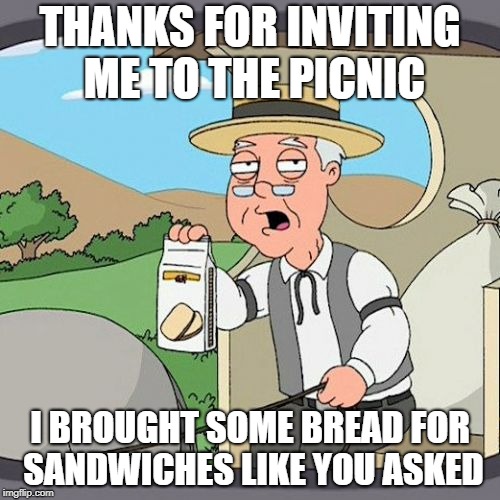 THANKS FOR INVITING
ME TO THE PICNIC
I BROUGHT SOME BREAD FOR
SANDWICHES LIKE YOU ASKED
imgflip.com